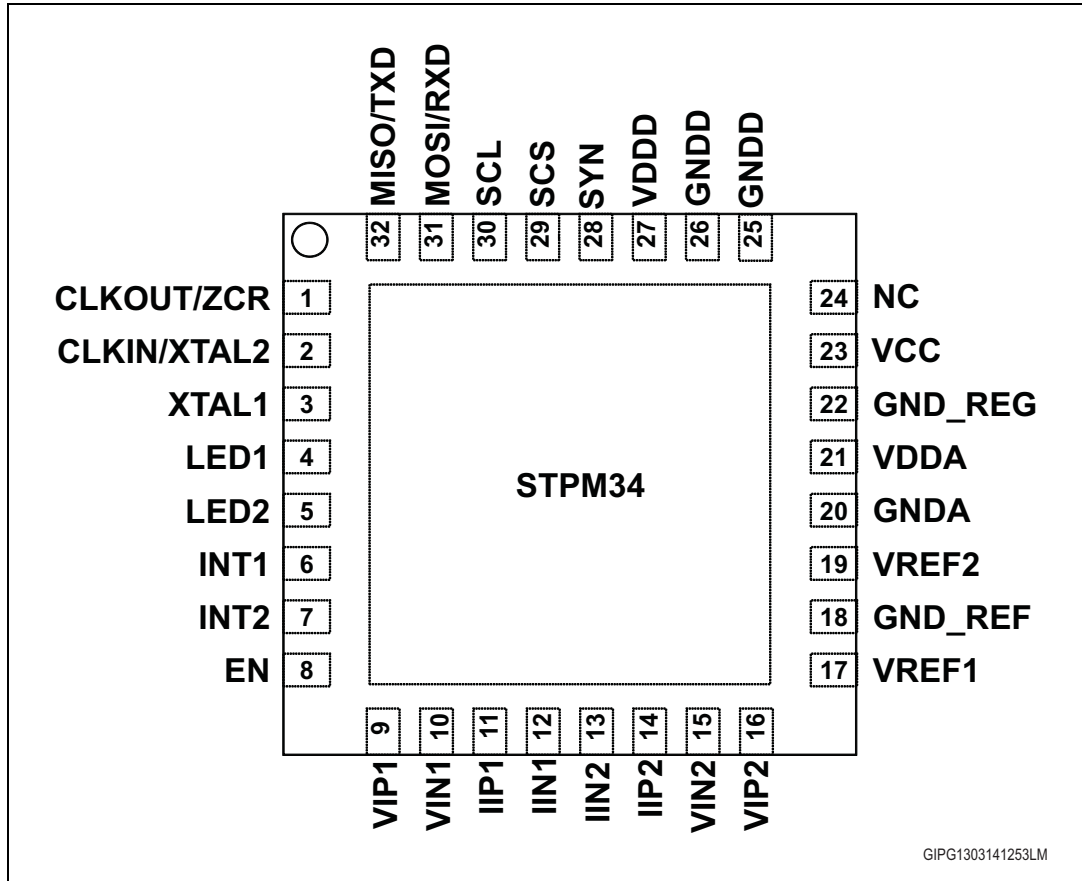 MISO/TXD
MOSI/RXD
SCL
SCS
SYN
VDDD
GNDD
GNDD
32
31
30
29
28
27
26
25
CLKOUT/ZCR 1
CLKIN/XTAL2 2
XTAL1 3
LED1 4
LED2 5
INT1 6
INT2 7
EN 8
STPM34
24 NC
23 VCC
22 GND_REG
21 VDDA
20 GNDA
19 VREF2
18 GND_REF
17 VREF1
9
10
11
12
13
14
15
16
VIP1
VIN1
IIP1
IIN1
IIN2
IIP2
VIN2
VIP2
GIPG1303141253LM